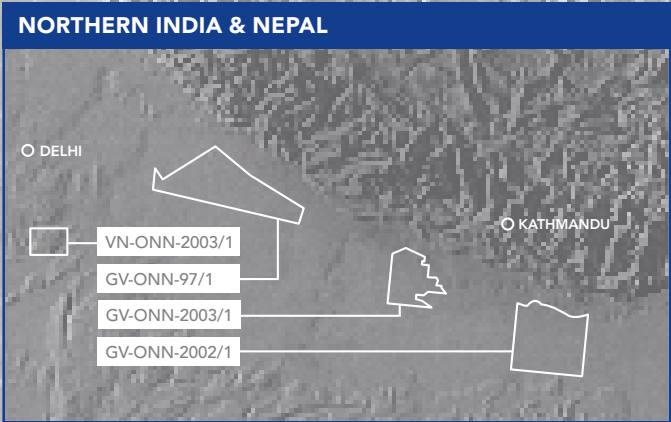 NORTHERN INDIA & NEPAL
DELHI
KATHMANDU
VN-ONN-2003/1
GV-ONN-97/1
GV-ONN-2003/1
GV-ONN-2002/1